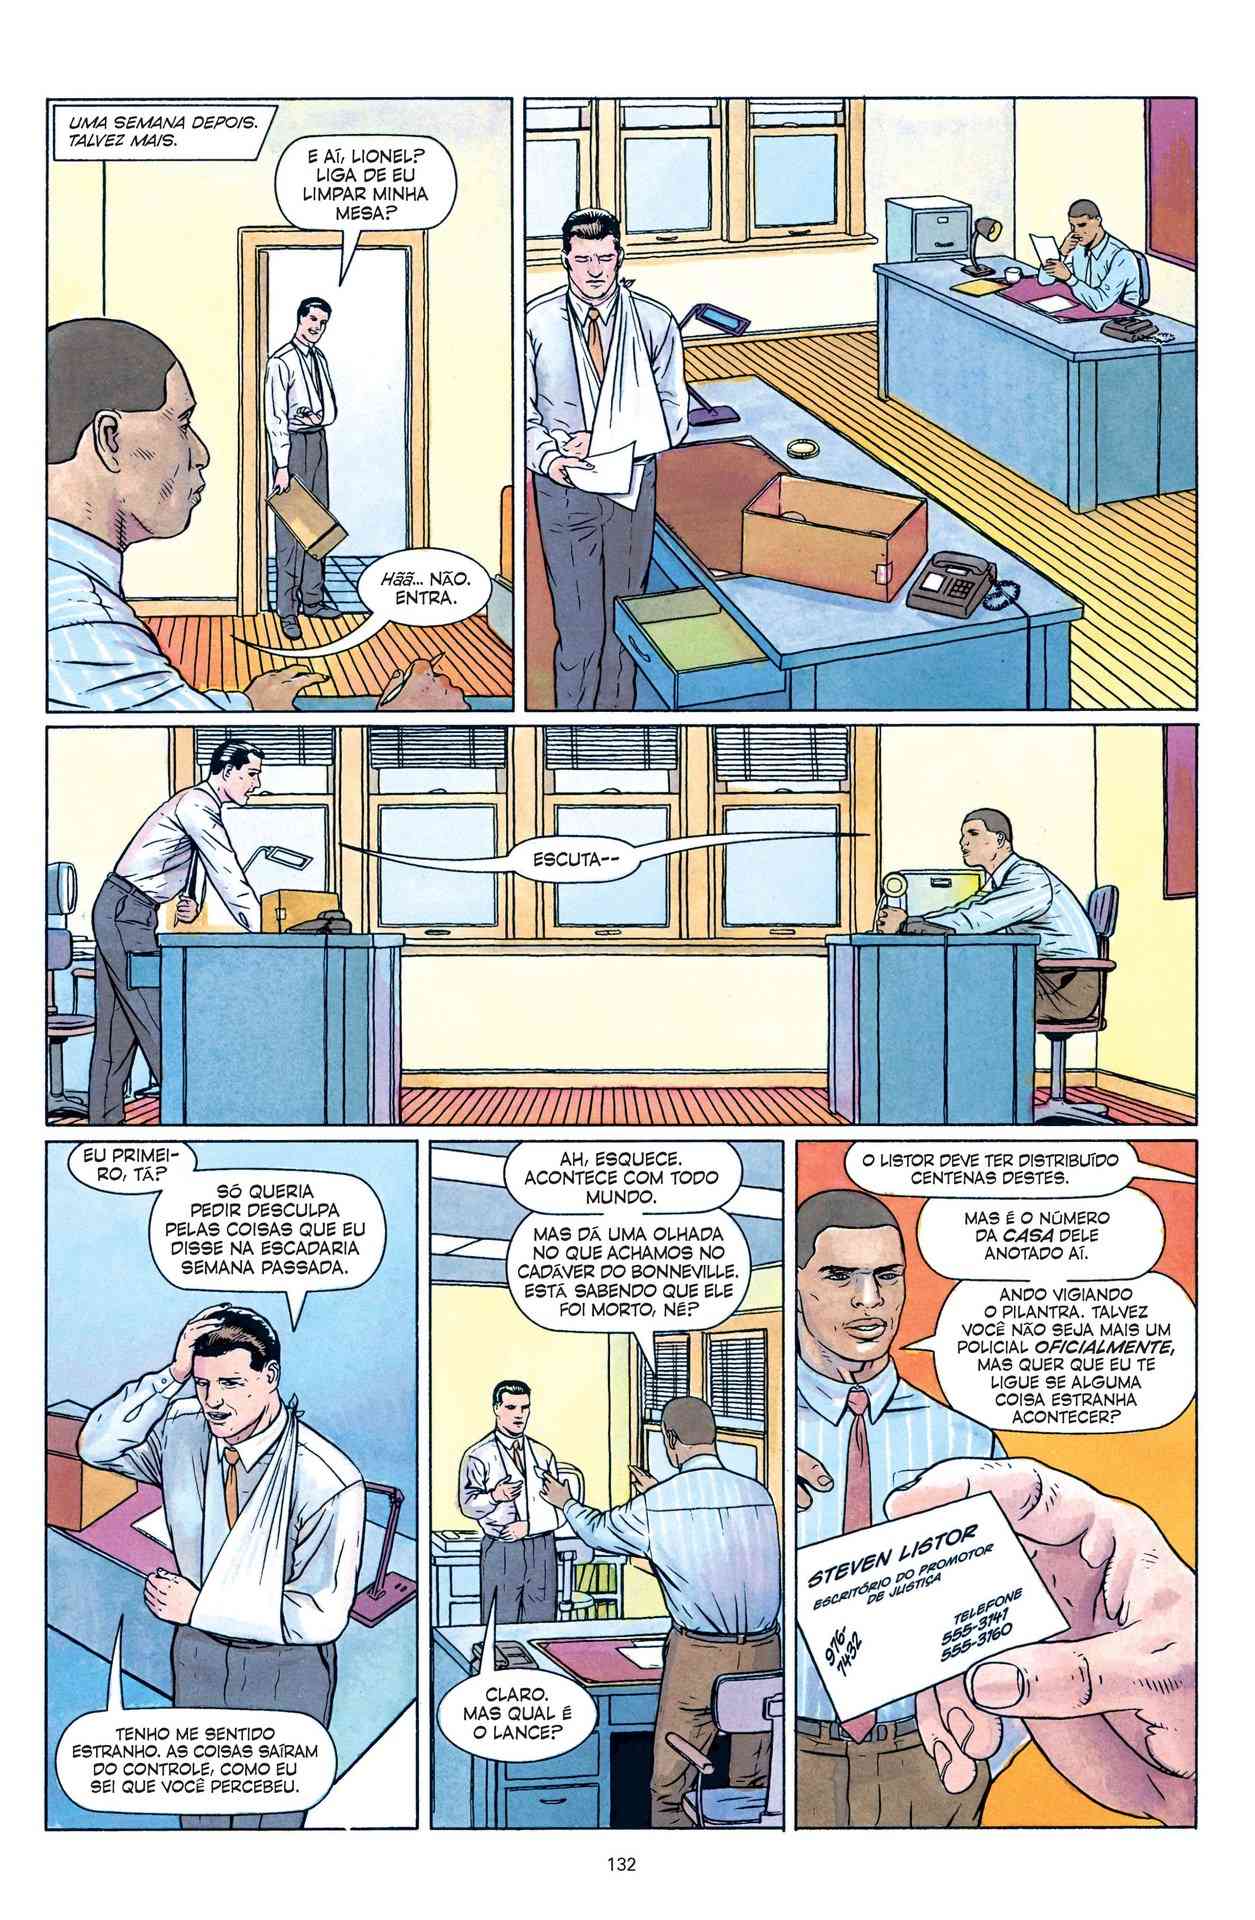 UMA SEMANA DEPOIS.
TALVEZ MAIS.
E AÍ, LIONEL?
LIGA DE EU
LIMPAR MINHA
MESA?
Hãã... NÃO.
ENTRA.
ESCUTA--
EU PRIMEI-
RO, TÁ?
SÓ QUERIA
PEDIR DESCULPA
PELAS COISAS QUE EU
DISSE NA ESCADARIA
SEMANA PASSADA.
TENHO ME SENTIDO
ESTRANHO. AS COISAS SAÍRAM
DO CONTROLE, COMO EU
SEI QUE VOCÊ PERCEBEU.
AH, ESQUECE.
ACONTECE COM TODO
MUNDO.
MAS DÁ UMA OLHADA
NO QUE ACHAMOS NO
CADÁVER DO BONNEVILLE.
ESTÁ SABENDO QUE ELE
FOI MORTO, NÉ?
CLARO.
MAS QUAL É
O LANCE?
O LISTOR DEVE TER DISTRIBUÍDO
CENTENAS DESTES.
MAS É O NÚMERO
DA CASA DELE
ANOTADO AÍ.
ANDO VIGIANDO
O PILANTRA. TALVEZ
VOCÊ NÃO SEJA MAIS UM
POLICIAL OFICIALMENTE,
MAS QUER QUE EU TE
LIGUE SE ALGUMA
COISA ESTRANHA
ACONTECER?
STEVEN LISTOR
ESCRITÓRIO DO PROMOTOR
DE JUSTIÇA
976-
7432
TELEFONE
555-3141
555-3160
132